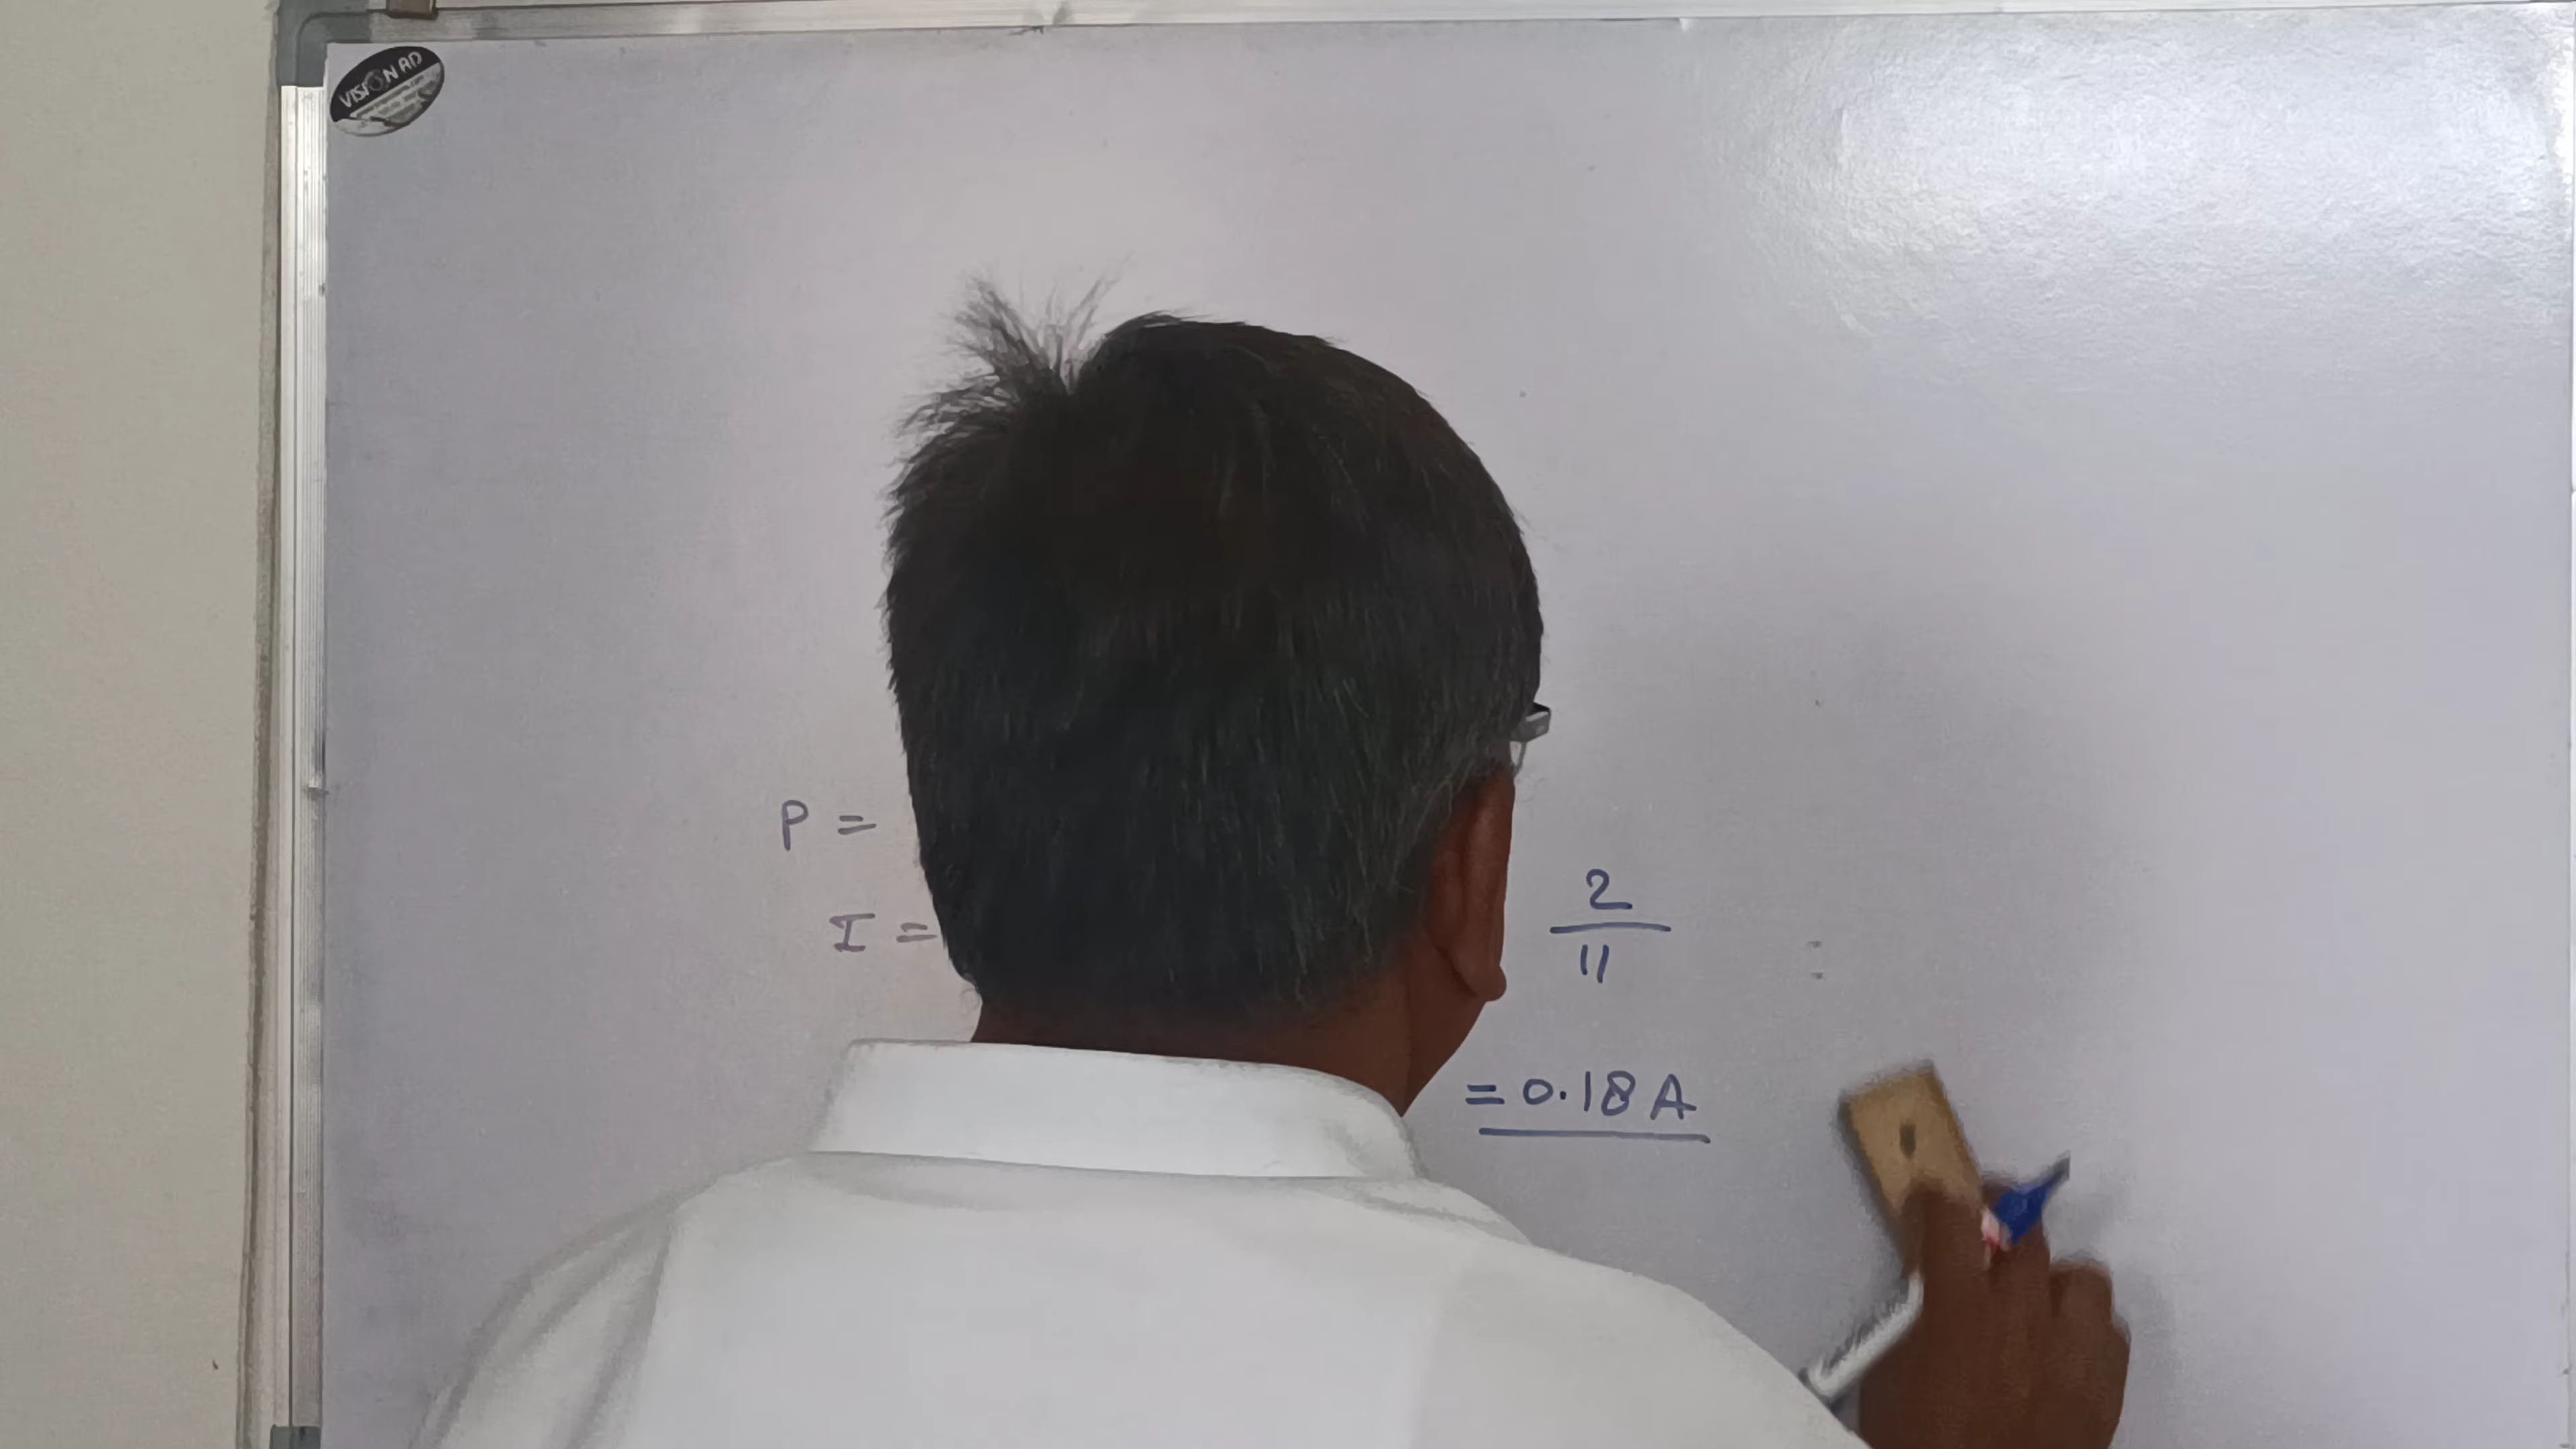 VISION AD
P =
I =
2
11
= 0.18 A